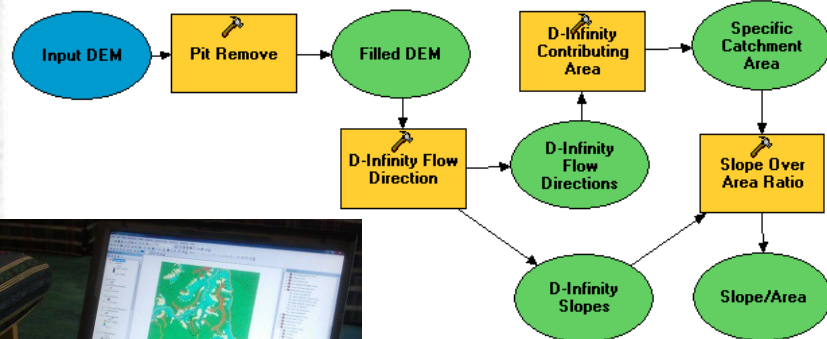 Input DEM
Pit Remove
Filled DEM
D-Infinity
Contributing
Area
Specific
Catchment
Area
D-Infinity Flow
Direction
D-Infinity
Flow
Directions
Slope Over
Area Ratio
D-Infinity
Slopes
Slope/Area